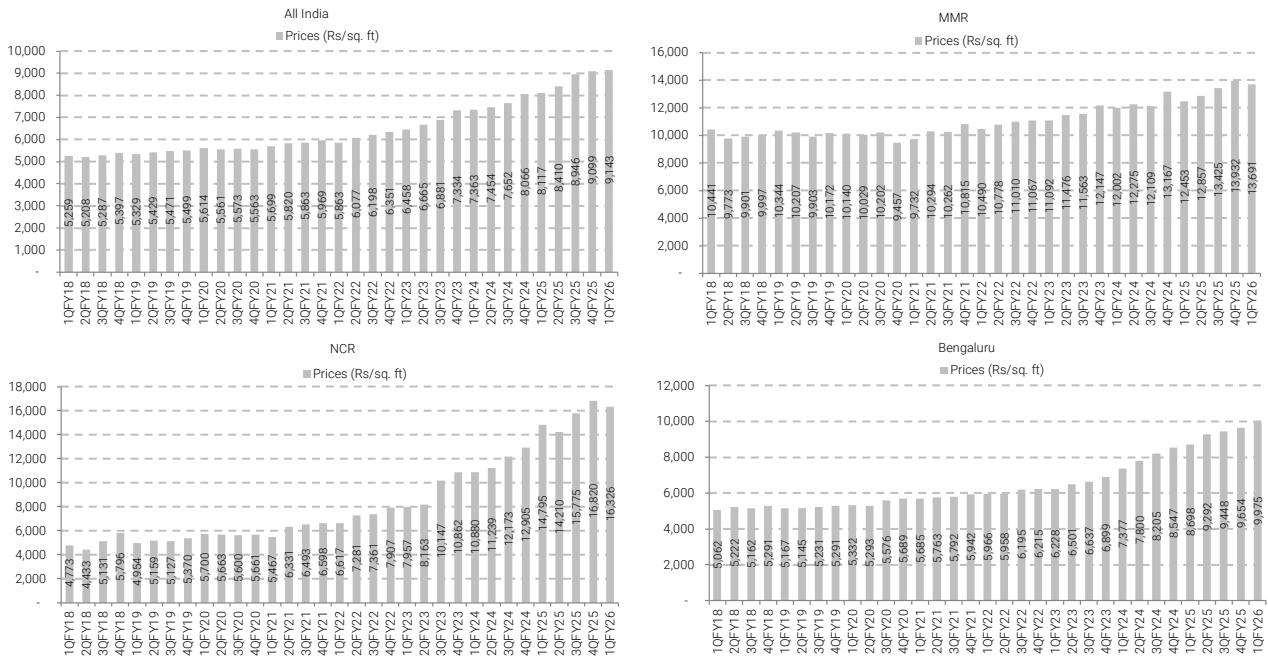 All India
Prices (Rs/sq. ft)
10,000
9,000
8,000
7,000
6,000
5,000
4,000
3,000
2,000
1,000
-
5,259 5,208 5,287 5,397 5,329 5,429 5,471 5,499 5,614 5,561 5,573 5,563 5,699 5,820 5,863 5,969 5,863 6,077 6,198 6,351 6,458 6,665 6,881 7,334 7,363 7,454 7,652 8,066 8,117 8,410 8,946 9,099 9,143
1QFY18 2QFY18 3QFY18 4QFY18 1QFY19 2QFY19 3QFY19 4QFY19 1QFY20 2QFY20 3QFY20 4QFY20 1QFY21 2QFY21 3QFY21 4QFY21 1QFY22 2QFY22 3QFY22 4QFY22 1QFY23 2QFY23 3QFY23 4QFY23 1QFY24 2QFY24 3QFY24 4QFY24 1QFY25 2QFY25 3QFY25 4QFY25 1QFY26
MMR
Prices (Rs/sq. ft)
16,000
14,000
12,000
10,000
8,000
6,000
4,000
2,000
-
10,441 9,773 9,901 9,997 10,344 10,207 9,903 10,172 10,140 10,029 10,202 9,457 9,732 10,294 10,262 10,815 10,490 10,778 11,010 11,067 11,092 11,476 11,563 12,147 12,002 12,275 12,109 13,167 12,453 12,857 13,425 13,932 13,691
1QFY18 2QFY18 3QFY18 4QFY18 1QFY19 2QFY19 3QFY19 4QFY19 1QFY20 2QFY20 3QFY20 4QFY20 1QFY21 2QFY21 3QFY21 4QFY21 1QFY22 2QFY22 3QFY22 4QFY22 1QFY23 2QFY23 3QFY23 4QFY23 1QFY24 2QFY24 3QFY24 4QFY24 1QFY25 2QFY25 3QFY25 4QFY25 1QFY26
NCR
Prices (Rs/sq. ft)
18,000
16,000
14,000
12,000
10,000
8,000
6,000
4,000
2,000
-
4,773 4,433 5,131 5,796 4,954 5,159 5,127 5,370 5,700 5,663 5,600 5,661 5,467 6,331 6,493 6,598 6,617 7,281 7,361 7,907 7,957 8,163 10,147 10,862 10,880 11,239 12,173 12,905 14,795 14,210 15,775 16,820 16,326
1QFY18 2QFY18 3QFY18 4QFY18 1QFY19 2QFY19 3QFY19 4QFY19 1QFY20 2QFY20 3QFY20 4QFY20 1QFY21 2QFY21 3QFY21 4QFY21 1QFY22 2QFY22 3QFY22 4QFY22 1QFY23 2QFY23 3QFY23 4QFY23 1QFY24 2QFY24 3QFY24 4QFY24 1QFY25 2QFY25 3QFY25 4QFY25 1QFY26
Bengaluru
Prices (Rs/sq. ft)
12,000
10,000
8,000
6,000
4,000
2,000
-
5,062 5,222 5,162 5,291 5,167 5,145 5,231 5,291 5,332 5,293 5,576 5,689 5,685 5,763 5,792 5,942 5,966 5,958 6,195 6,215 6,228 6,501 6,637 6,899 7,377 7,800 8,205 8,547 8,698 9,292 9,448 9,654 9,975
1QFY18 2QFY18 3QFY18 4QFY18 1QFY19 2QFY19 3QFY19 4QFY19 1QFY20 2QFY20 3QFY20 4QFY20 1QFY21 2QFY21 3QFY21 4QFY21 1QFY22 2QFY22 3QFY22 4QFY22 1QFY23 2QFY23 3QFY23 4QFY23 1QFY24 2QFY24 3QFY24 4QFY24 1QFY25 2QFY25 3QFY25 4QFY25 1QFY26